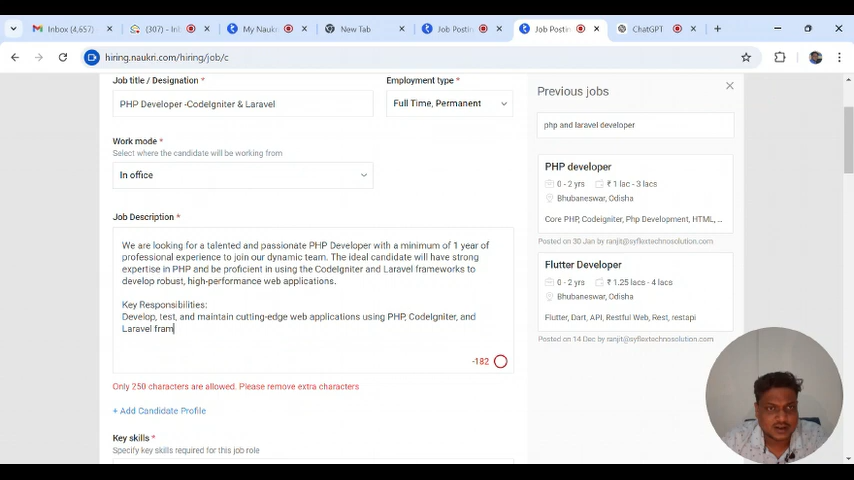 Inbox (4,657)
(307) - Inl
My Naukri
New Tab
Job Postin
Job Postin
ChatGPT
hiring.naukri.com/hiring/job/c
Job title / Designation *
Employment type *
PHP Developer -CodeIgniter & Laravel
Full Time, Permanent
Work mode *
Select where the candidate will be working from
In office
Job Description *
We are looking for a talented and passionate PHP Developer with a minimum of 1 year of
professional experience to join our dynamic team. The ideal candidate will have strong
expertise in PHP and be proficient in using the CodeIgniter and Laravel frameworks to
develop robust, high-performance web applications.
Key Responsibilities:
Develop, test, and maintain cutting-edge web applications using PHP, CodeIgniter, and
Laravel fram
-182
Only 250 characters are allowed. Please remove extra characters
+ Add Candidate Profile
Key skills *
Specify key skills required for this job role
Previous jobs
php and laravel developer
PHP developer
0 - 2 yrs ₹ 1 lac - 3 lacs
Bhubaneswar, Odisha
Core PHP, Codeigniter, Php Development, HTML, ...
Posted on 30 Jan by ranjit@syflextechnosolution.com
Flutter Developer
0 - 2 yrs ₹ 1.25 lacs - 4 lacs
Bhubaneswar, Odisha
Flutter, Dart, API, Restful Web, Rest, restapi
Posted on 14 Dec by ranjit@syflextechnosolution.com